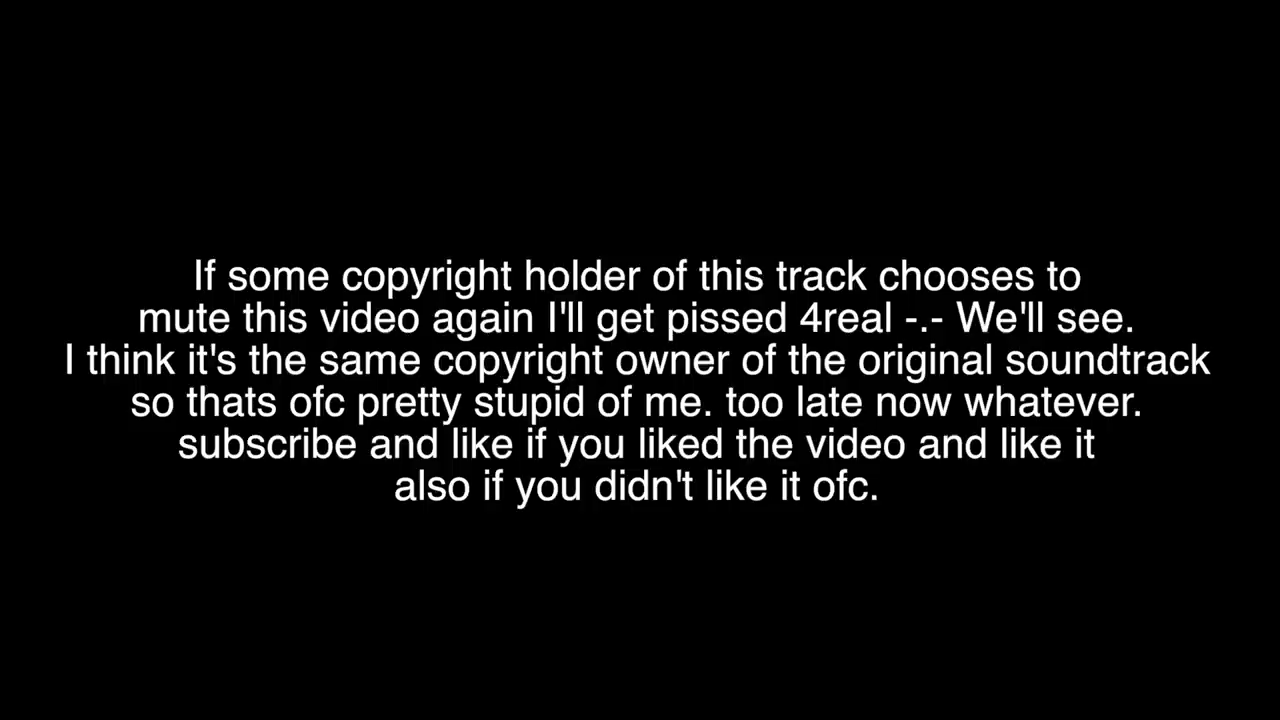 If some copyright holder of this track chooses to
mute this video again I'll get pissed 4real -.- We'll see.
I think it's the same copyright owner of the original soundtrack
so thats ofc pretty stupid of me. too late now whatever.
subscribe and like if you liked the video and like it
also if you didn't like it ofc.